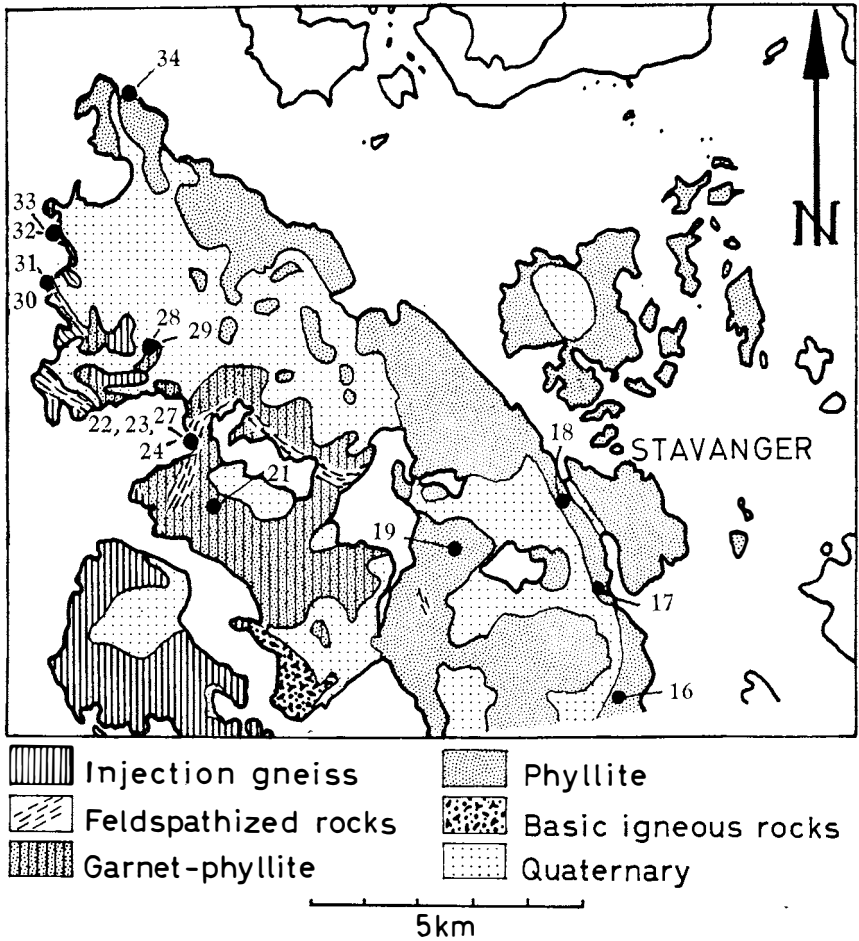 34
33
32
31
30
28
29
22, 23, 27
24
21
18
STAVANGER
19
17
16
N
Injection gneiss
Phyllite
Feldspathized rocks
Basic igneous rocks
Garnet-phyllite
Quaternary
5km